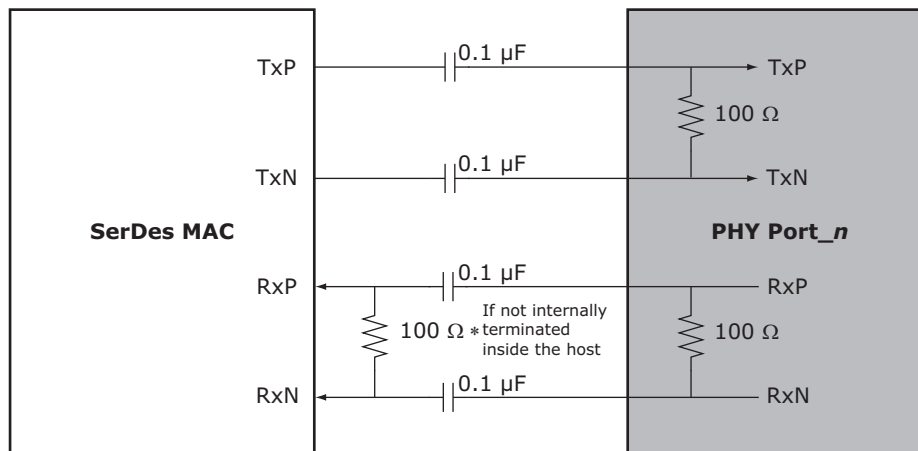 0.1 µF
TxP
TxP
100 Ω
0.1 µF
TxN
TxN
SerDes MAC
PHY Port_n
0.1 µF
RxP
RxP
If not internally
100 Ω * terminated
100 Ω
inside the host
0.1 µF
RxN
RxN